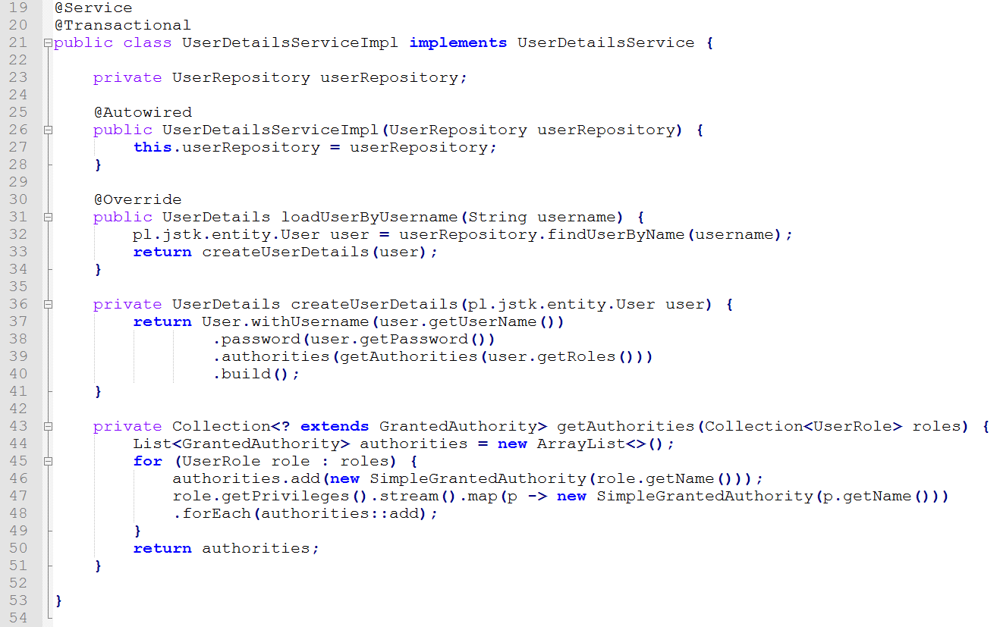 19 @Service
20 @Transactional
21 public class UserDetailsServiceImpl implements UserDetailsService {
22
23     private UserRepository userRepository;
24
25     @Autowired
26     public UserDetailsServiceImpl(UserRepository userRepository) {
27         this.userRepository = userRepository;
28     }
29
30     @Override
31     public UserDetails loadUserByUsername(String username) {
32         pl.jstk.entity.User user = userRepository.findUserByName(username);
33         return createUserDetails(user);
34     }
35
36     private UserDetails createUserDetails(pl.jstk.entity.User user) {
37         return User.withUsername(user.getUserName())
38                 .password(user.getPassword())
39                 .authorities(getAuthorities(user.getRoles()))
40                 .build();
41     }
42
43     private Collection<? extends GrantedAuthority> getAuthorities(Collection<UserRole> roles) {
44         List<GrantedAuthority> authorities = new ArrayList<>();
45         for (UserRole role : roles) {
46             authorities.add(new SimpleGrantedAuthority(role.getName()));
47             role.getPrivileges().stream().map(p -> new SimpleGrantedAuthority(p.getName()))
48             .forEach(authorities::add);
49         }
50         return authorities;
51     }
52
53 }
54